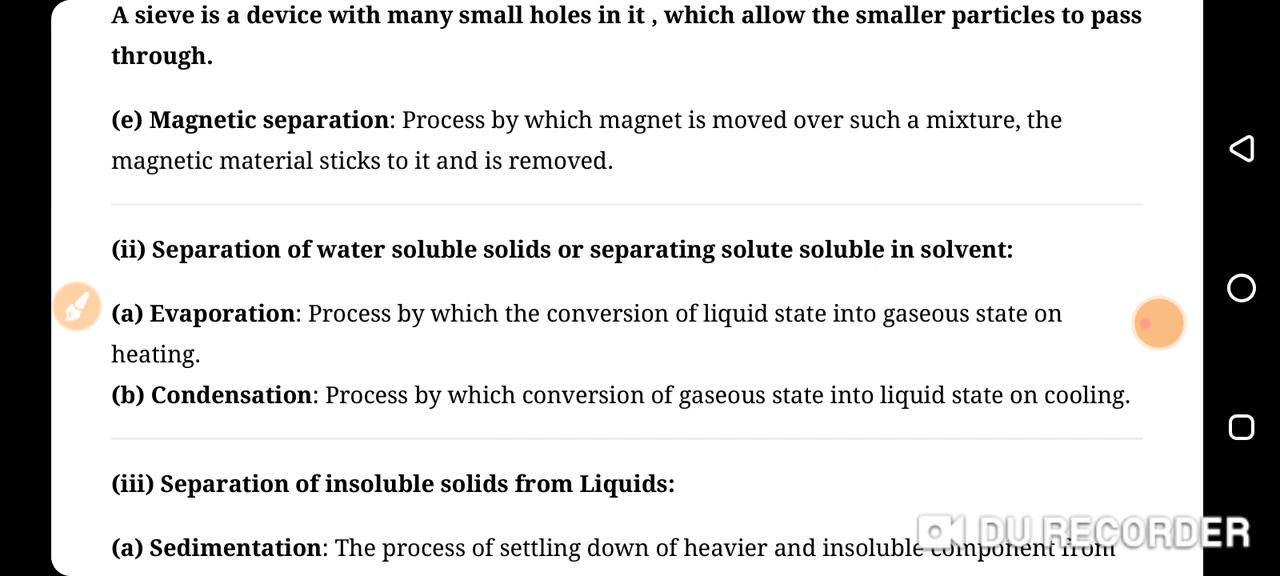 A sieve is a device with many small holes in it , which allow the smaller particles to pass
through.
(e) Magnetic separation: Process by which magnet is moved over such a mixture, the
magnetic material sticks to it and is removed.
(ii) Separation of water soluble solids or separating solute soluble in solvent:
(a) Evaporation: Process by which the conversion of liquid state into gaseous state on
heating.
(b) Condensation: Process by which conversion of gaseous state into liquid state on cooling.
(iii) Separation of insoluble solids from Liquids:
(a) Sedimentation: The process of settling down of heavier and insoluble component from
DU RECORDER